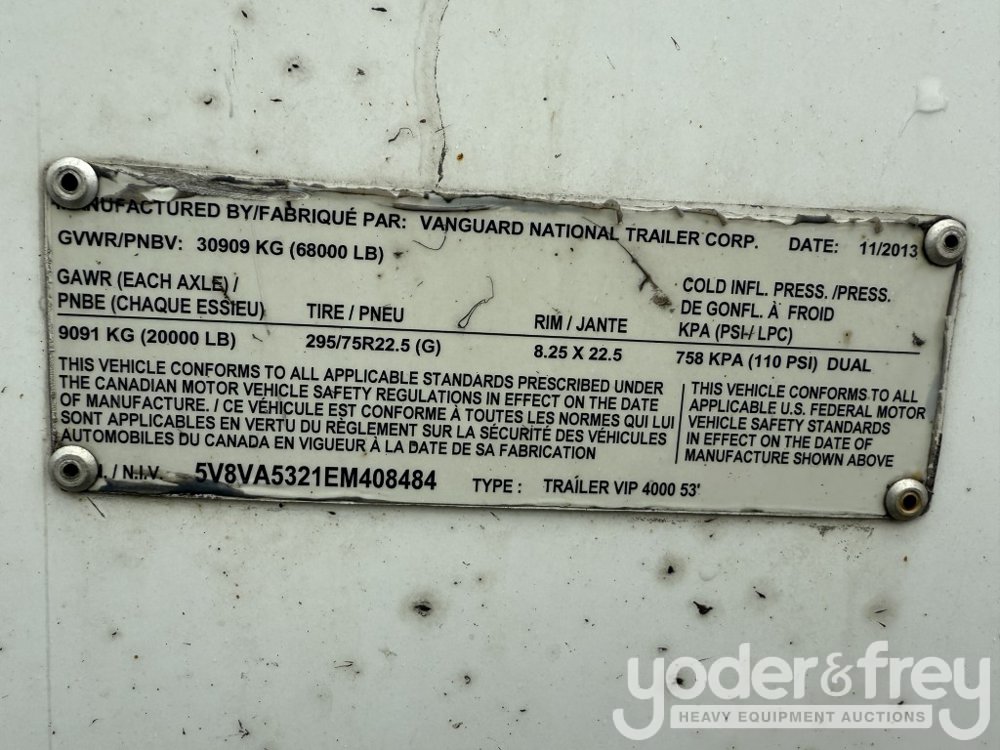 MANUFACTURED BY/FABRIQUÉ PAR: VANGUARD NATIONAL TRAILER CORP. DATE: 11/2013
GVWR/PNBV: 30909 KG (68000 LB)
GAWR (EACH AXLE) /
PNBE (CHAQUE ESSIEU) TIRE / PNEU RIM / JANTE
COLD INFL. PRESS. /PRESS.
DE GONFL. À FROID
KPA (PSI / LPC)
9091 KG (20000 LB) 295/75R22.5 (G) 8.25 X 22.5 758 KPA (110 PSI) DUAL
THIS VEHICLE CONFORMS TO ALL APPLICABLE STANDARDS PRESCRIBED UNDER
THE CANADIAN MOTOR VEHICLE SAFETY REGULATIONS IN EFFECT ON THE DATE
OF MANUFACTURE. / CE VÉHICULE EST CONFORME À TOUTES LES NORMES QUI LUI
SONT APPLICABLES EN VERTU DU RÈGLEMENT SUR LA SÉCURITÉ DES VÉHICULES
AUTOMOBILES DU CANADA EN VIGUEUR À LA DATE DE SA FABRICATION
THIS VEHICLE CONFORMS TO ALL
APPLICABLE U.S. FEDERAL MOTOR
VEHICLE SAFETY STANDARDS
IN EFFECT ON THE DATE OF
MANUFACTURE SHOWN ABOVE
/ N.I.V. 5V8VA5321EM408484 TYPE : TRAILER VIP 4000 53'
yoder&frey
HEAVY EQUIPMENT AUCTIONS